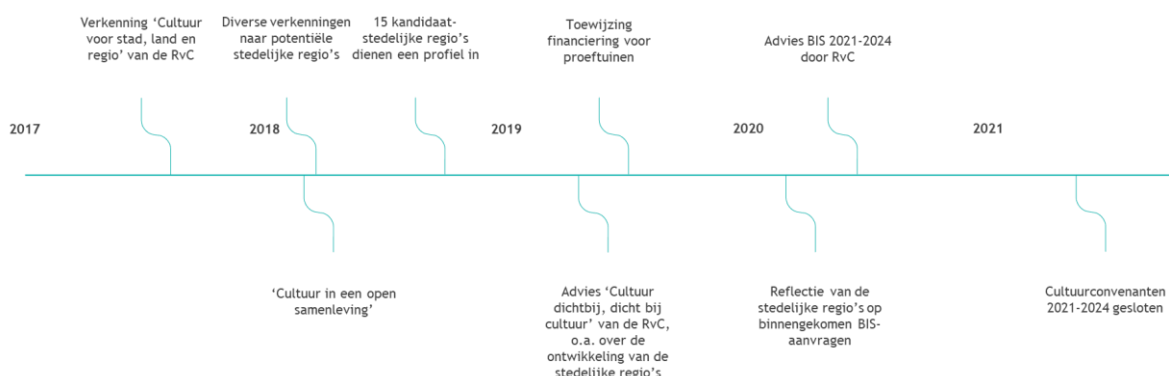 Verkenning ‘Cultuur
voor stad, land en
regio’ van de RvC
Diverse verkenningen
naar potentiële
stedelijke regio’s
15 kandidaat-
stedelijke regio’s
dienen een profiel in
Toewijzing
financiering voor
proeftuinen
Advies BIS 2021-2024
door RvC
2017
2018
2019
2020
2021
‘Cultuur in een open
samenleving’
Advies ‘Cultuur
dichtbij, dicht bij
cultuur’ van de RvC,
o.a. over de
ontwikkeling van de
stedelijke regio’s
Reflectie van de
stedelijke regio’s op
binnengekomen BIS-
aanvragen
Cultuurconvenanten
2021-2024 gesloten